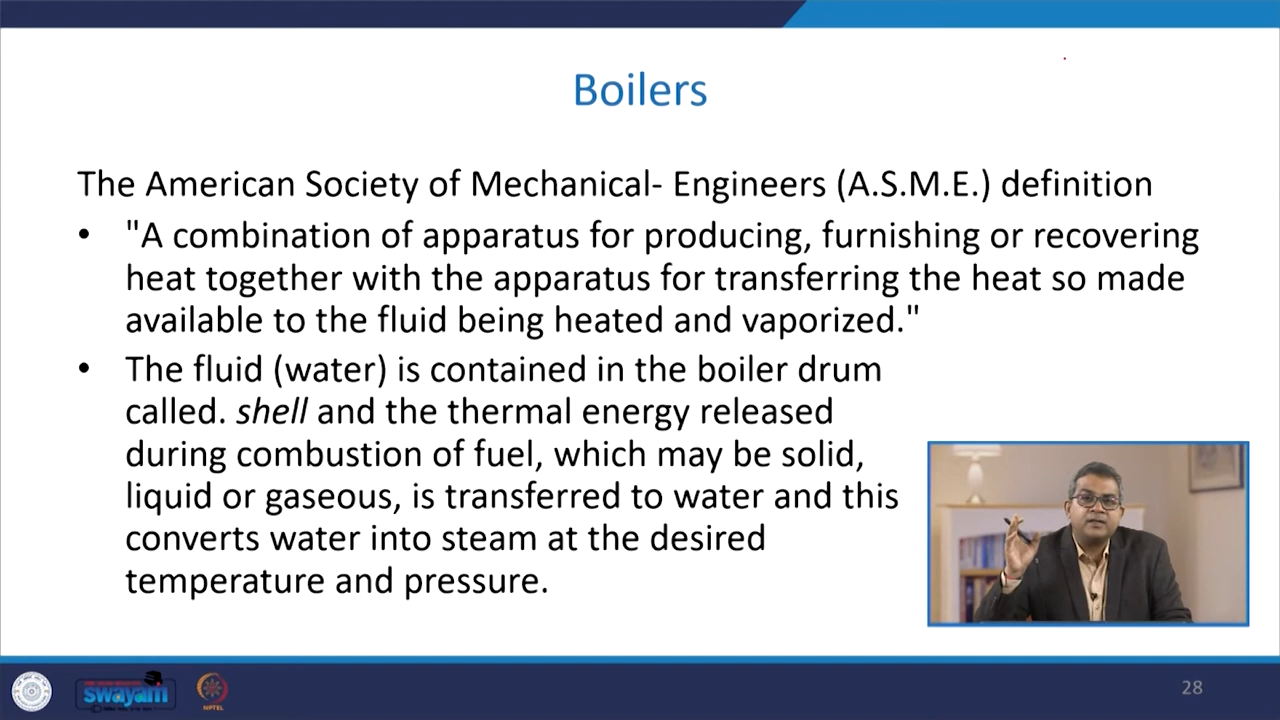 Boilers
The American Society of Mechanical- Engineers (A.S.M.E.) definition
• "A combination of apparatus for producing, furnishing or recovering
heat together with the apparatus for transferring the heat so made
available to the fluid being heated and vaporized."
• The fluid (water) is contained in the boiler drum
called. shell and the thermal energy released
during combustion of fuel, which may be solid,
liquid or gaseous, is transferred to water and this
converts water into steam at the desired
temperature and pressure.
swayam
NPTEL
28